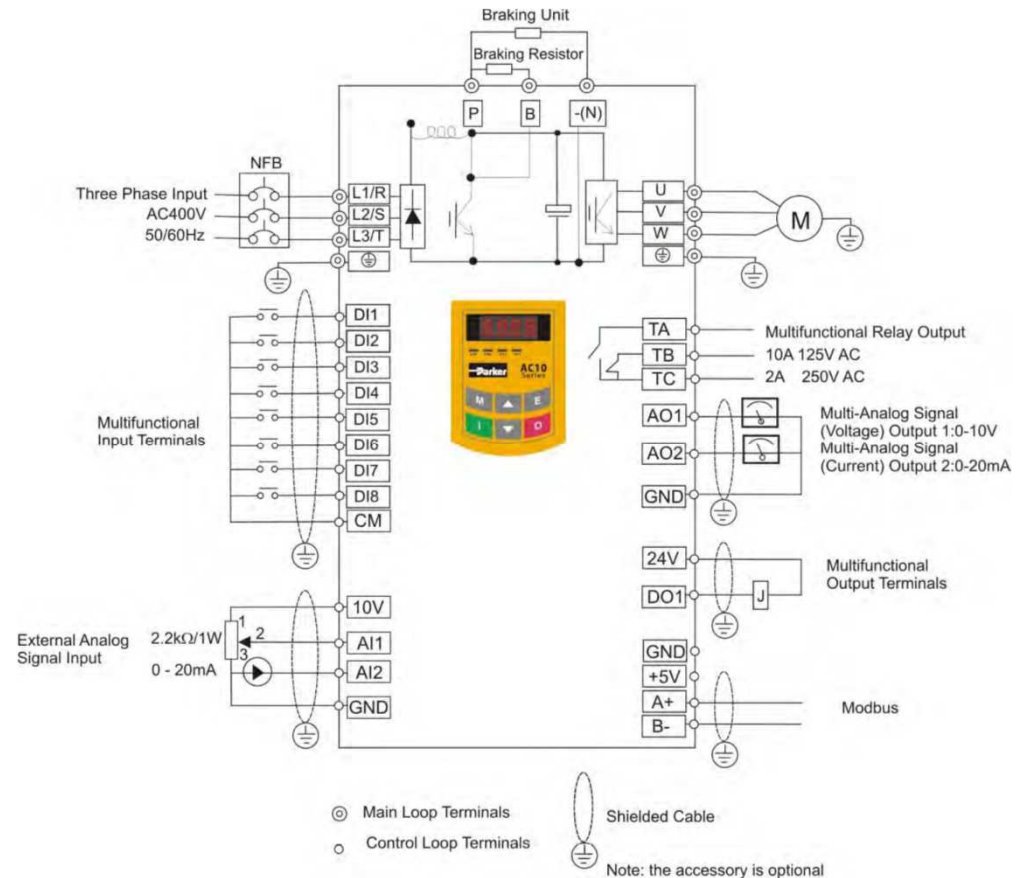 Braking Unit
Braking Resistor
P
B
-(N)
NFB
Three Phase Input
AC400V
50/60Hz
L1/R
L2/S
L3/T
U
V
W
M
DI1
DI2
DI3
DI4
DI5
DI6
DI7
DI8
CM
Multifunctional
Input Terminals
Parker
AC10
Series
M
E
I
O
TA
TB
TC
Multifunctional Relay Output
10A 125V AC
2A 250V AC
AO1
AO2
GND
Multi-Analog Signal
(Voltage) Output 1:0-10V
Multi-Analog Signal
(Current) Output 2:0-20mA
24V
DO1
J
Multifunctional
Output Terminals
External Analog
Signal Input
2.2kΩ/1W
0 - 20mA
1
2
3
10V
AI1
AI2
GND
GND
+5V
A+
B-
Modbus
Main Loop Terminals
Control Loop Terminals
Shielded Cable
Note: the accessory is optional